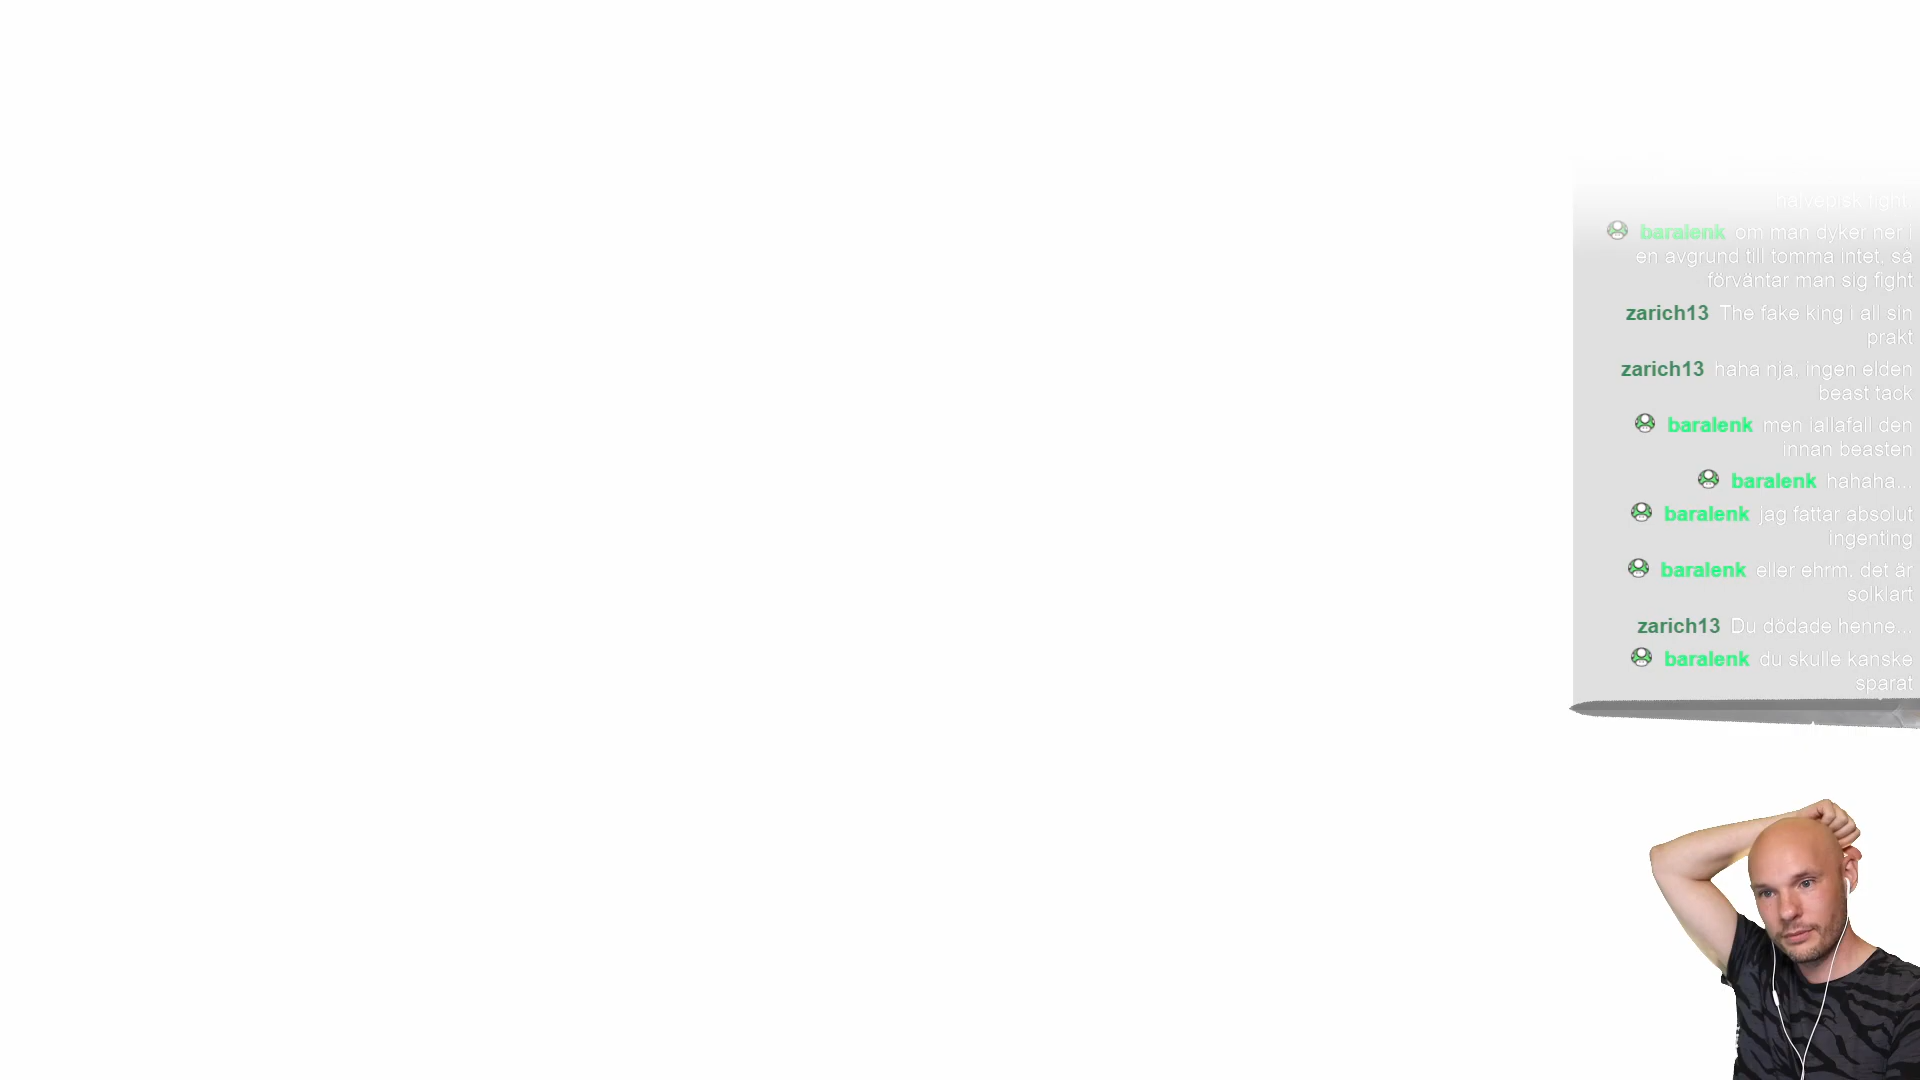 halvepisk fight
baralenk om man dyker ner i
en avgrund till tomma intet. så
förväntar man sig fight
zarich13 The fake king i all sin
prakt
zarich13 haha nja. ingen elden
beast tack
baralenk men iallafall den
innan beasten
baralenk hahaha...
baralenk jag fattar absolut
ingenting
baralenk eller ehrm. det är
solklart
zarich13 Du dödade henne...
baralenk du skulle kanske
sparat